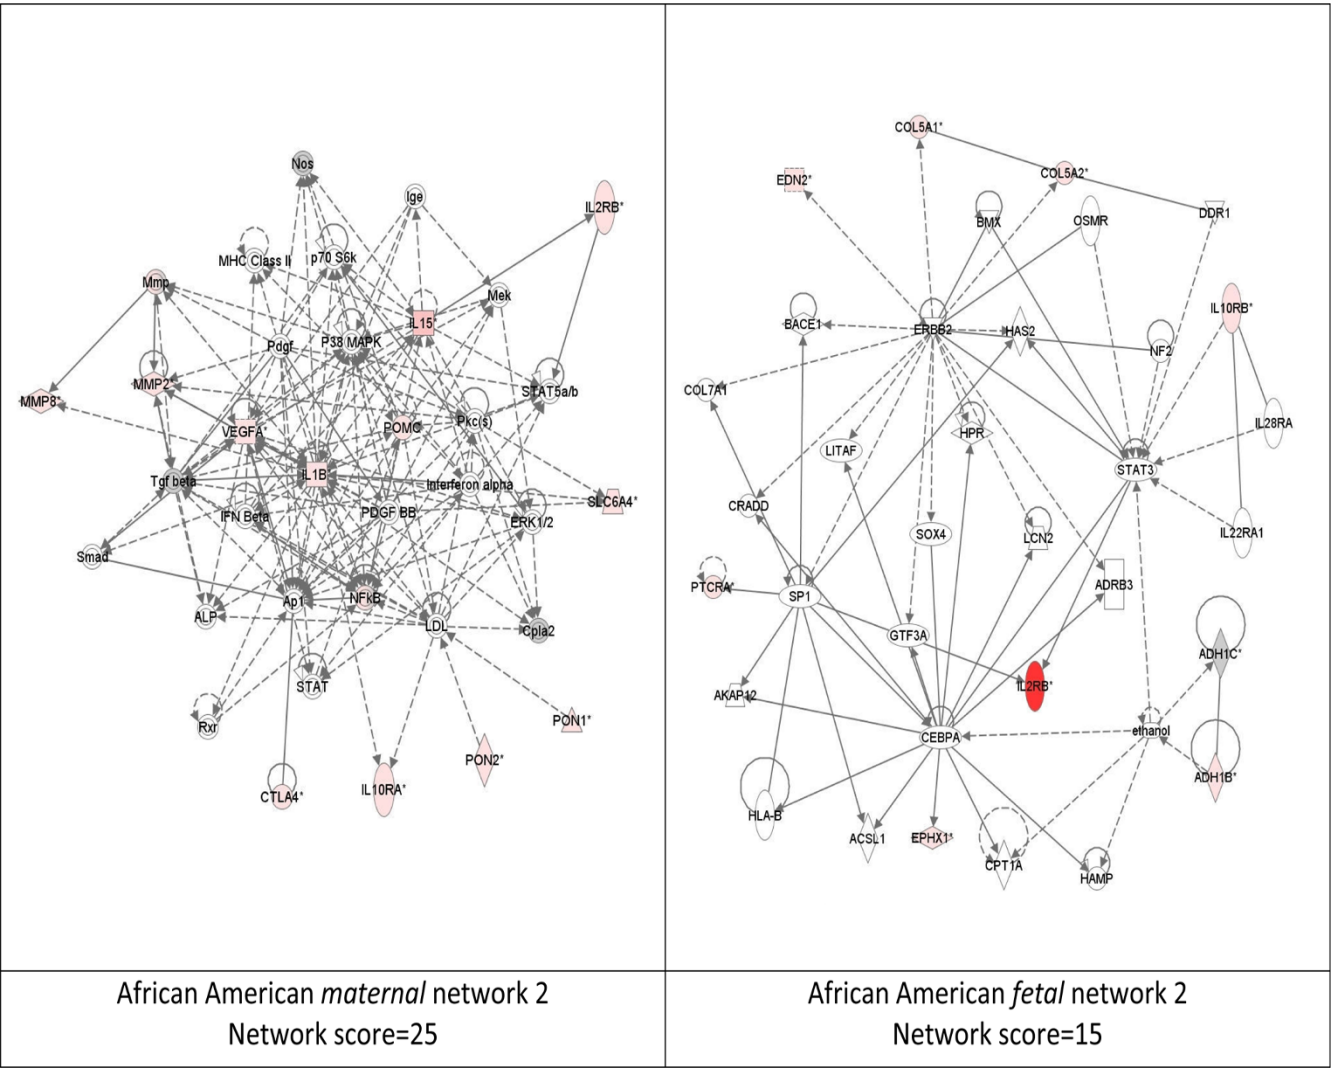 Nos
Ige
IL2RB*
MHC Class II
p70 S6k
Mmp
Mek
IL15*
Pdgf
P38 MAPK
MMP2*
STAT5a/b
MMP8*
VEGFA*
POMC
Pkc(s)
Tgf beta
IL1B
Interferon alpha
SLC6A4*
IFN Beta
PDGF BB
ERK1/2
Smad
ALP
Ap1
NFkB
LDL
Cpla2
STAT
Rxr
PON1*
PON2*
CTLA4*
IL10RA*
COL5A1*
EDN2*
COL5A2*
BMX
OSMR
DDR1
IL10RB*
BACE1
ERBB2
HAS2
NF2
COL7A1
HPR
IL28RA
LITAF
STAT3
CRADD
SOX4
LCN2
IL22RA1
PTCRA*
SP1
ADRB3
GTF3A
ADH1C*
AKAP12
IL2RB*
CEBPA
ethanol
ADH1B*
HLA-B
ACSL1
EPHX1*
CPT1A
HAMP
African American maternal network 2
Network score=25
African American fetal network 2
Network score=15